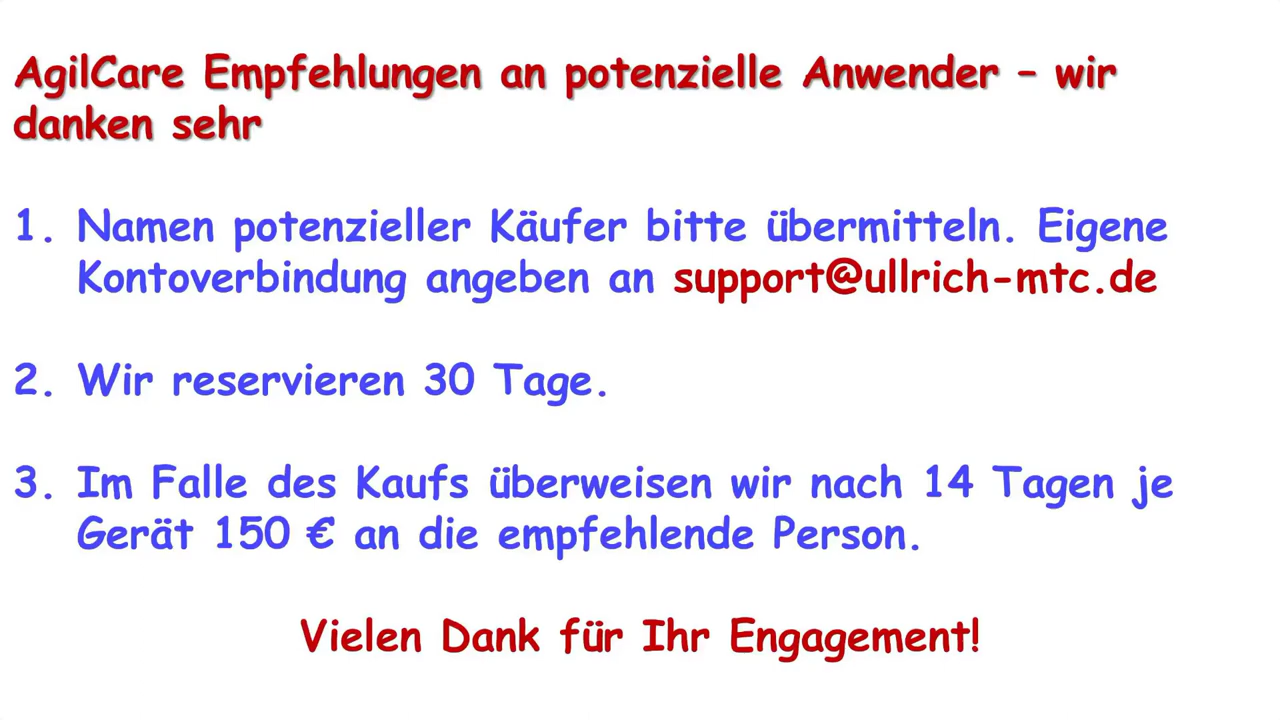 AgilCare Empfehlungen an potenzielle Anwender – wir
danken sehr
1. Namen potenzieller Käufer bitte übermitteln. Eigene
Kontoverbindung angeben an support@ullrich-mtc.de
2. Wir reservieren 30 Tage.
3. Im Falle des Kaufs überweisen wir nach 14 Tagen je
Gerät 150 € an die empfehlende Person.
Vielen Dank für Ihr Engagement!